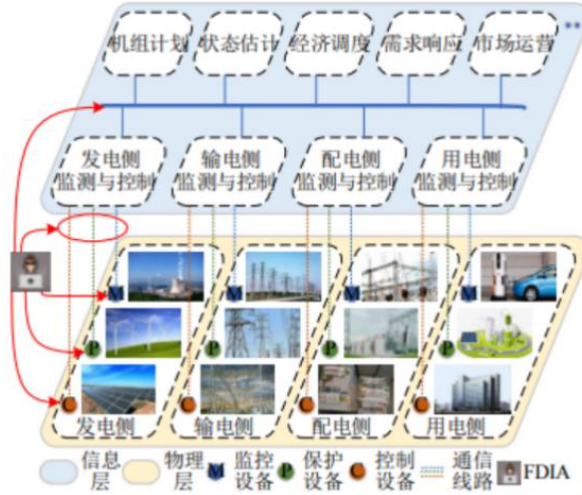 机组计划 状态估计 经济调度 需求响应 市场运营
发电侧 输电侧 配电侧 用电侧
监测与控制 监测与控制 监测与控制 监测与控制
M M M M
P P P P
C C C C
发电侧 输电侧 配电侧 用电侧
信息 物理 M 监控 P 保护 C 控制 通信 FDIA
层 层 设备 设备 设备 线路